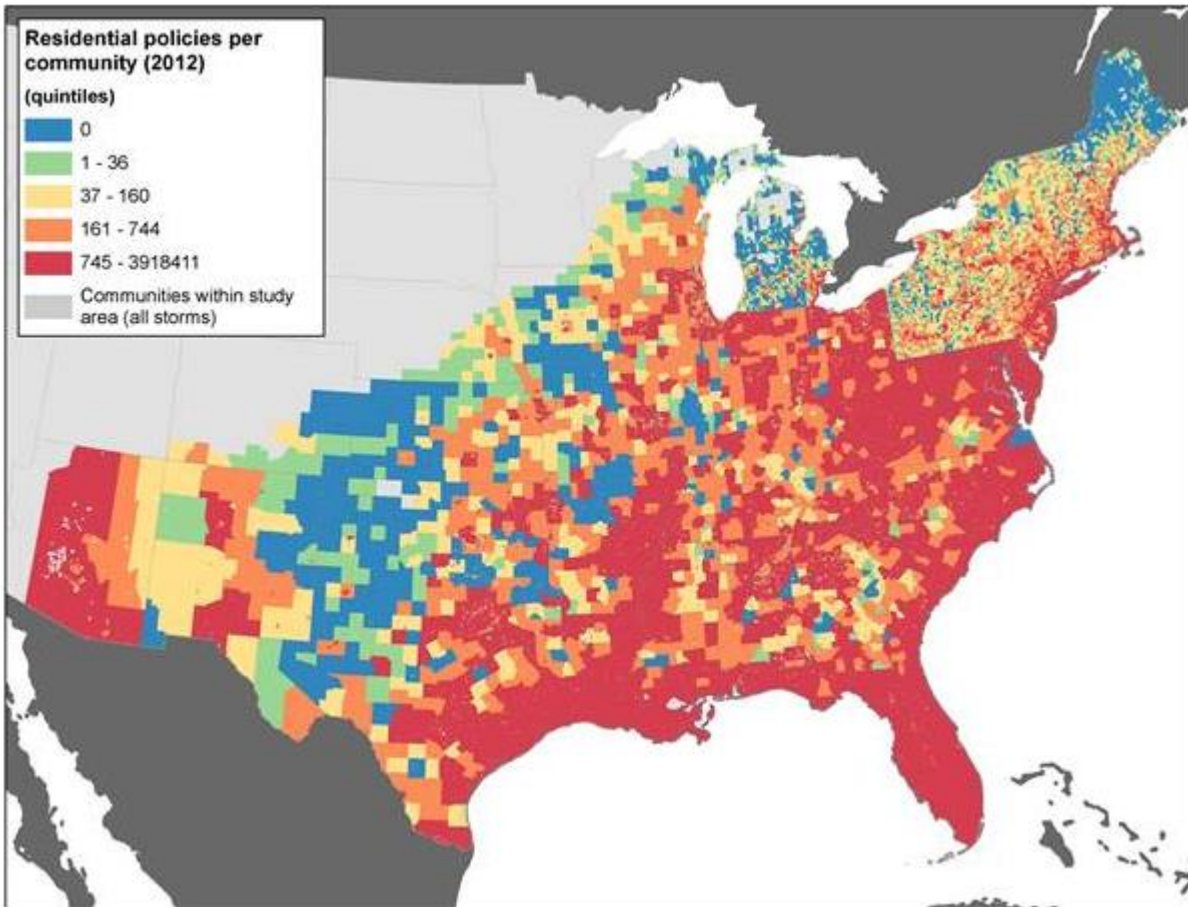 Residential policies per
community (2012)
(quintiles)
0
1 - 36
37 - 160
161 - 744
745 - 3918411
Communities within study
area (all storms)